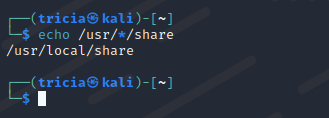 ┌──(tricia㉿kali)-[~]
└─$ echo /usr/*/share
/usr/local/share
┌──(tricia㉿kali)-[~]
└─$